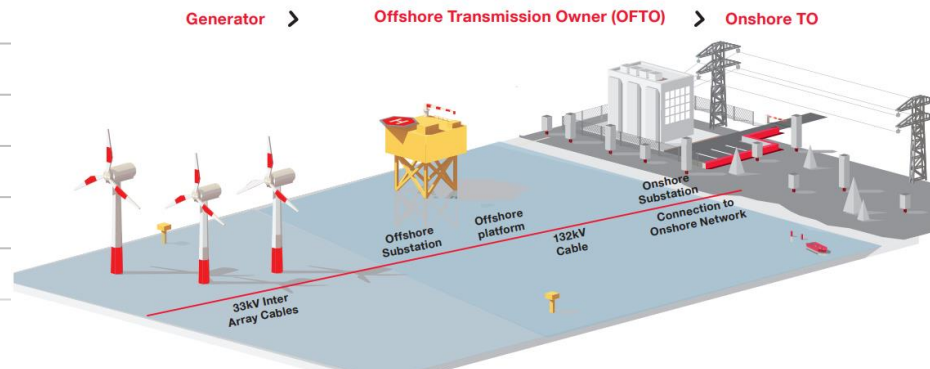 Generator > Offshore Transmission Owner (OFTO) > Onshore TO
H
Onshore
Substation
Connection to
Onshore Network
Offshore
platform
Offshore
Substation
132kV
Cable
33kV Inter
Array Cables